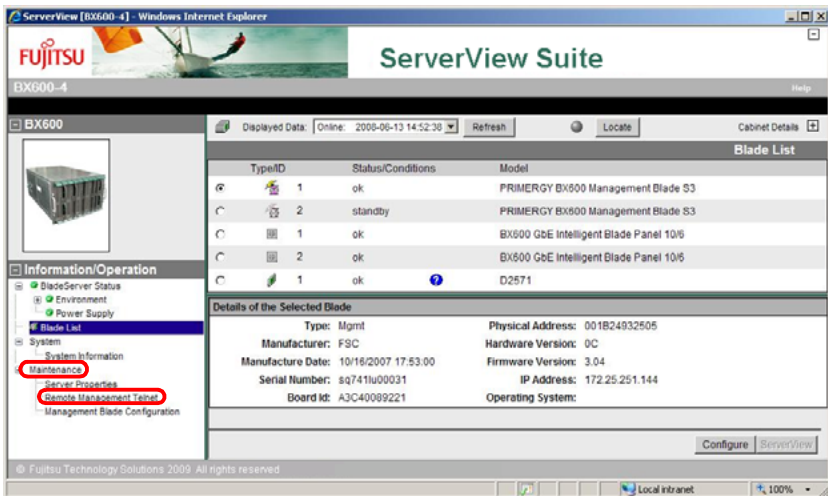 ServerView [BX600-4] - Windows Internet Explorer
FUJITSU
ServerView Suite
BX600-4
Help
BX600
Displayed Data: Online: 2008-06-13 14:52:38 Refresh Locate Cabinet Details
Blade List
Type/ID Status/Conditions Model
1 ok PRIMERGY BX600 Management Blade S3
2 standby PRIMERGY BX600 Management Blade S3
1 ok BX600 GbE Intelligent Blade Panel 10/6
2 ok BX600 GbE Intelligent Blade Panel 10/6
1 ok ? D2571
Information/Operation
BladeServer Status
Environment
Power Supply
Blade List
System
System Information
Maintenance
Server Properties
Remote Management Telnet
Management Blade Configuration
Details of the Selected Blade
Type: Mgmt Physical Address: 001B24932505
Manufacturer: FSC Hardware Version: 0C
Manufacture Date: 10/16/2007 17:53:00 Firmware Version: 3.04
Serial Number: sq741lu00031 IP Address: 172.25.251.144
Board Id: A3C40089221 Operating System:
Configure ServerView
© Fujitsu Technology Solutions 2009 All rights reserved
Local intranet 100%